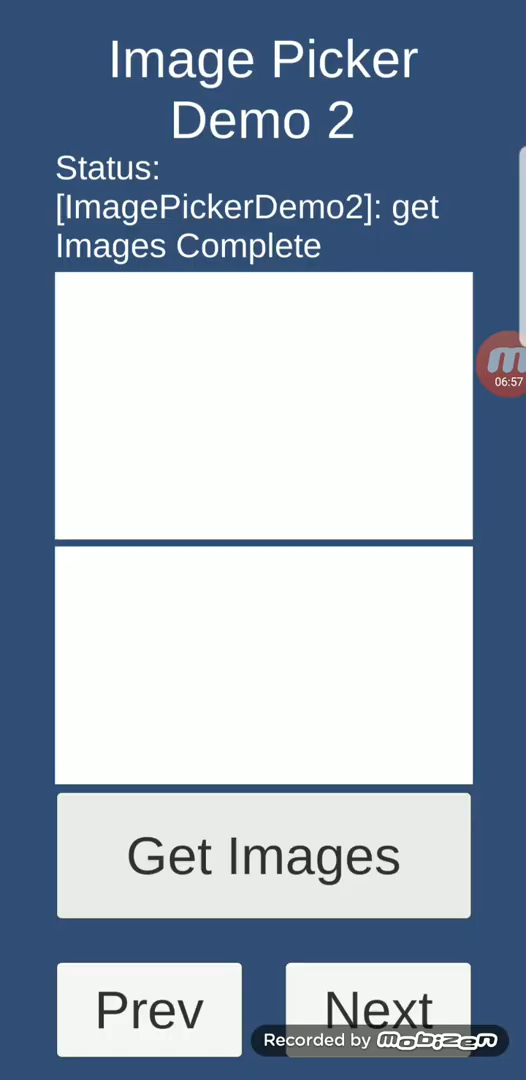 Image Picker
Demo 2
Status:
[ImagePickerDemo2]: get
Images Complete
06:57
Get Images
Prev
Next
Recorded by mobizen